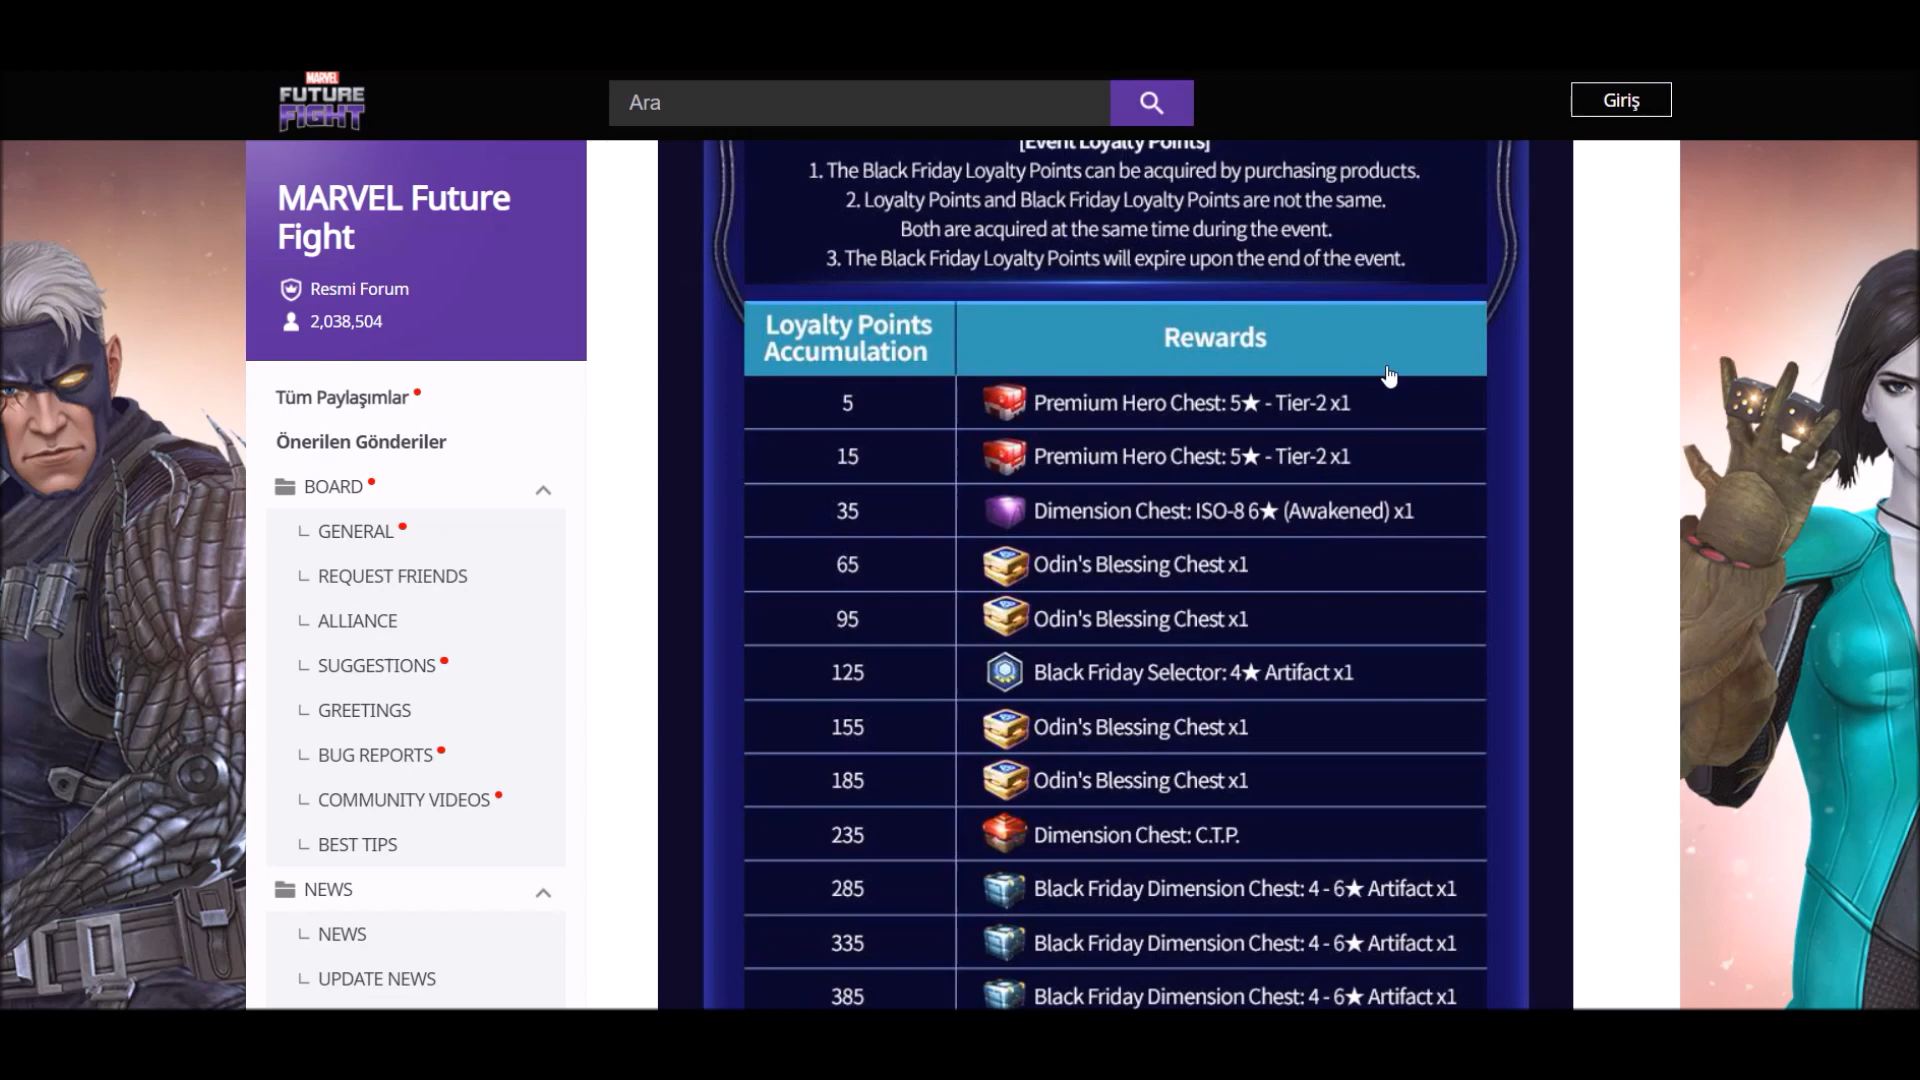 MARVEL
FUTURE
FIGHT
Ara
Giriş
MARVEL Future
Fight
Resmi Forum
2,038,504
Tüm Paylaşımlar
Önerilen Gönderiler
BOARD
GENERAL
REQUEST FRIENDS
ALLIANCE
SUGGESTIONS
GREETINGS
BUG REPORTS
COMMUNITY VIDEOS
BEST TIPS
NEWS
NEWS
UPDATE NEWS
[Event Loyalty Points]
1. The Black Friday Loyalty Points can be acquired by purchasing products.
2. Loyalty Points and Black Friday Loyalty Points are not the same.
Both are acquired at the same time during the event.
3. The Black Friday Loyalty Points will expire upon the end of the event.
Loyalty Points
Accumulation
Rewards
5 Premium Hero Chest: 5★ - Tier-2 x1
15 Premium Hero Chest: 5★ - Tier-2 x1
35 Dimension Chest: ISO-8 6★ (Awakened) x1
65 Odin's Blessing Chest x1
95 Odin's Blessing Chest x1
125 Black Friday Selector: 4★ Artifact x1
155 Odin's Blessing Chest x1
185 Odin's Blessing Chest x1
235 Dimension Chest: C.T.P.
285 Black Friday Dimension Chest: 4 - 6★ Artifact x1
335 Black Friday Dimension Chest: 4 - 6★ Artifact x1
385 Black Friday Dimension Chest: 4 - 6★ Artifact x1